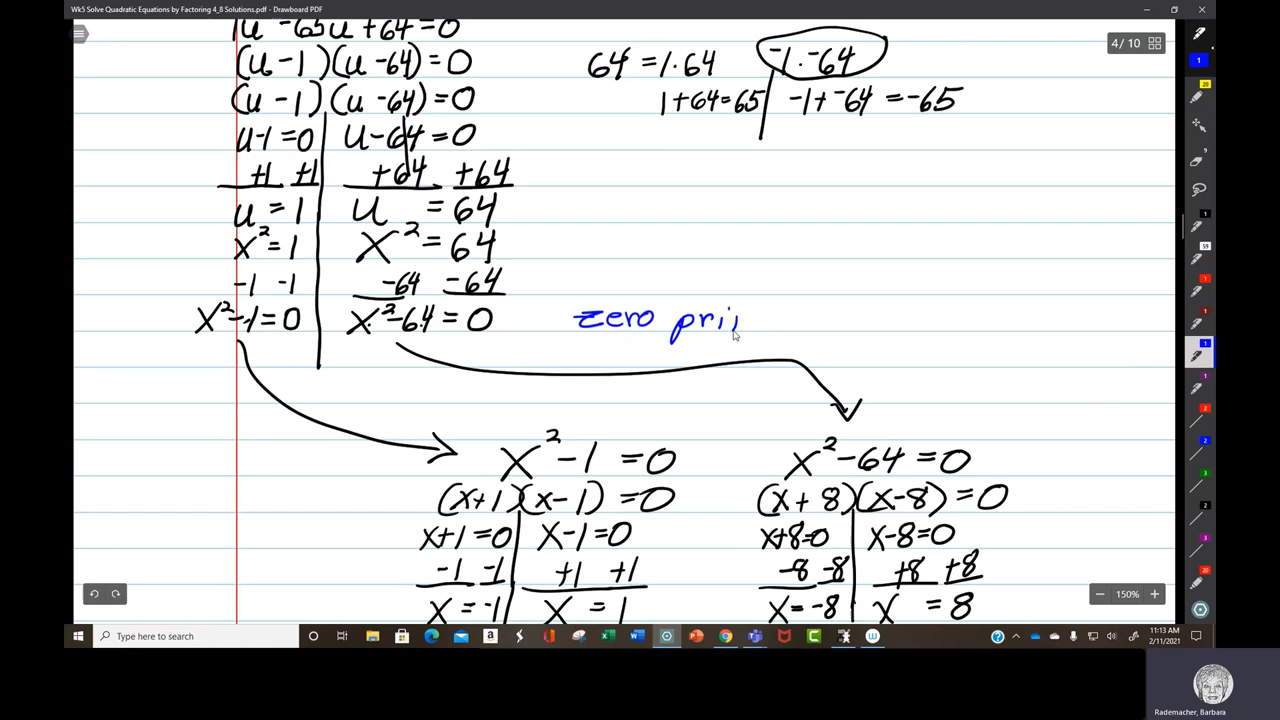 Wk5 Solve Quadratic Equations by Factoring 4_8 Solutions.pdf - Drawboard PDF
u -65u+64=0
4 / 10
(u-1)(u-64)=0
64 =1·64
-1·-64
(u-1)(u-64)=0
1+64=65
-1+-64=-65
u-1=0
u-64=0
+1 +1
+64 +64
u=1
u=64
x²=1
x²=64
-1 -1
-64 -64
x²-1=0
x²-64=0
zero pri
x²-1=0
x²-64=0
(x+1)(x-1)=0
(x+8)(x-8)=0
x+1=0
x-1=0
x+8=0
x-8=0
-1 -1
+1 +1
-8 -8
+8 +8
x=-1
x=1
x=-8
x=8
150%
Type here to search
11:13 AM
2/11/2021
Rademacher, Barbara